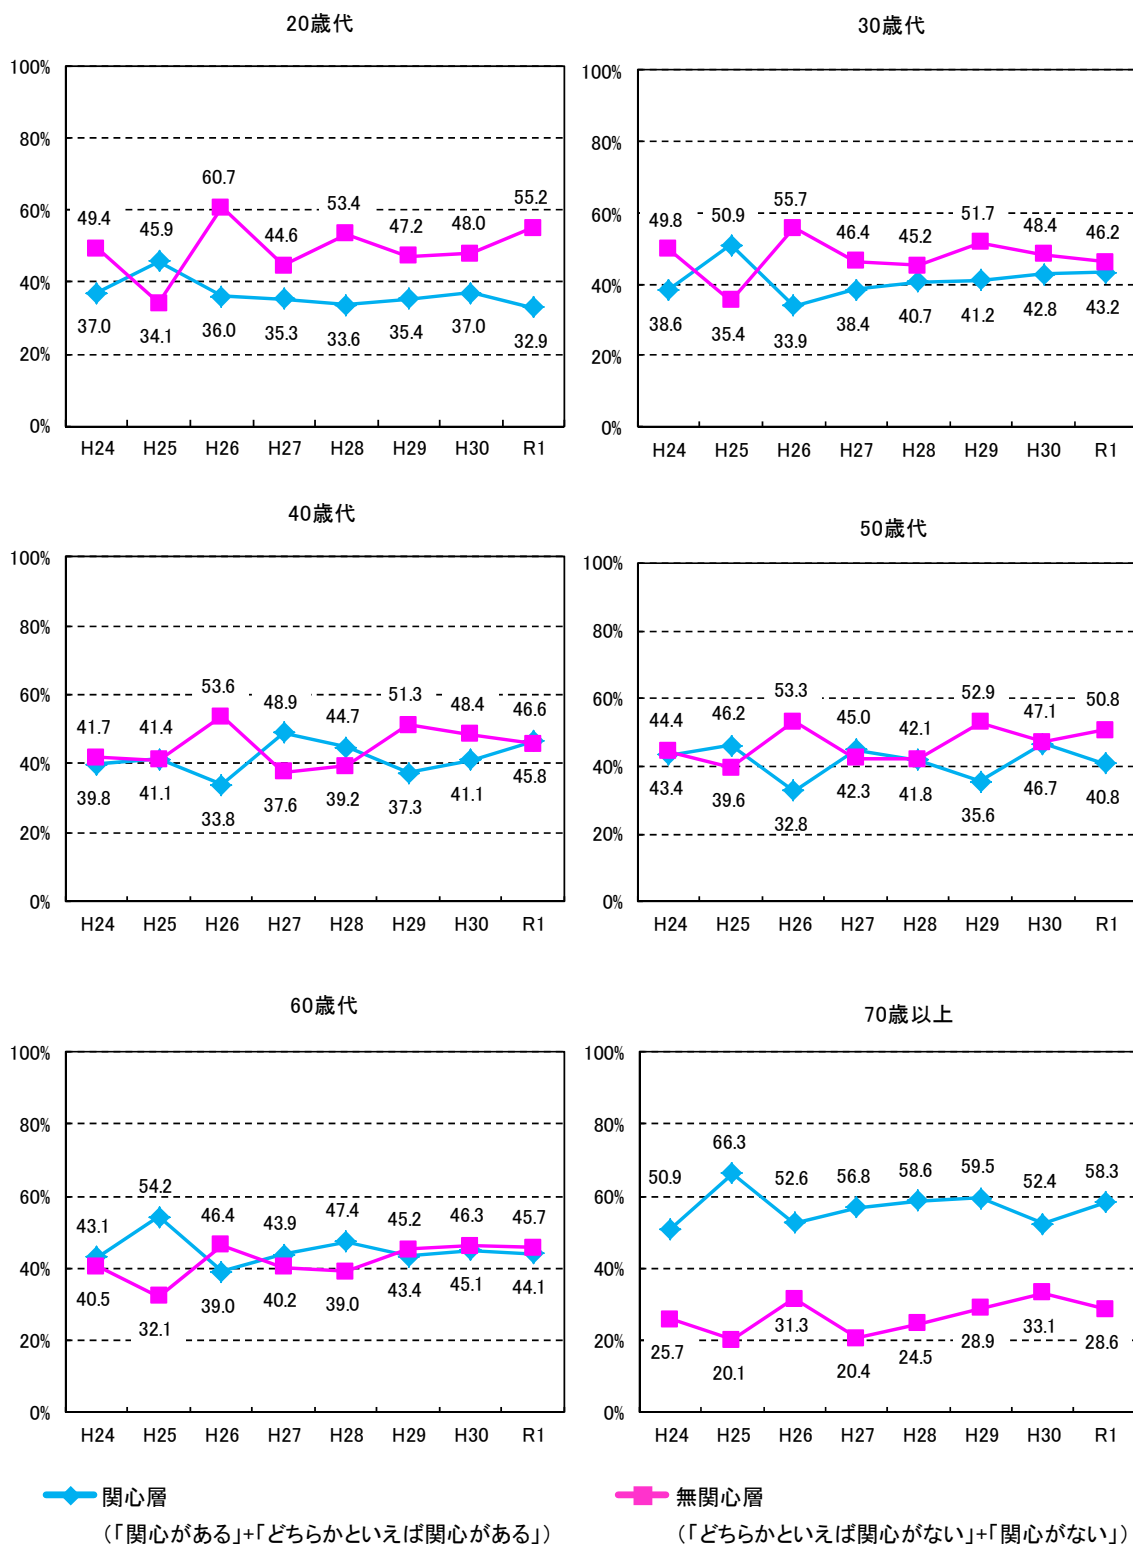 20歳代
100%
80%
60%
40%
20%
0%
49.4 45.9 60.7 44.6 53.4 47.2 48.0 55.2
37.0 34.1 36.0 35.3 33.6 35.4 37.0 32.9
H24 H25 H26 H27 H28 H29 H30 R1
30歳代
100%
80%
60%
40%
20%
0%
49.8 50.9 55.7 46.4 45.2 51.7 48.4 46.2
38.6 35.4 33.9 38.4 40.7 41.2 42.8 43.2
H24 H25 H26 H27 H28 H29 H30 R1
40歳代
100%
80%
60%
40%
20%
0%
41.7 41.4 53.6 48.9 44.7 51.3 48.4 46.6
39.8 41.1 33.8 37.6 39.2 37.3 41.1 45.8
H24 H25 H26 H27 H28 H29 H30 R1
50歳代
100%
80%
60%
40%
20%
0%
44.4 46.2 53.3 45.0 42.1 52.9 47.1 50.8
43.4 39.6 32.8 42.3 41.8 35.6 46.7 40.8
H24 H25 H26 H27 H28 H29 H30 R1
60歳代
100%
80%
60%
40%
20%
0%
43.1 54.2 46.4 43.9 47.4 45.2 46.3 45.7
40.5 32.1 39.0 40.2 39.0 43.4 45.1 44.1
H24 H25 H26 H27 H28 H29 H30 R1
70歳以上
100%
80%
60%
40%
20%
0%
50.9 66.3 52.6 56.8 58.6 59.5 52.4 58.3
25.7 20.1 31.3 20.4 24.5 28.9 33.1 28.6
H24 H25 H26 H27 H28 H29 H30 R1
関心層
(「関心がある」+「どちらかといえば関心がある」)
無関心層
(「どちらかといえば関心がない」+「関心がない」)